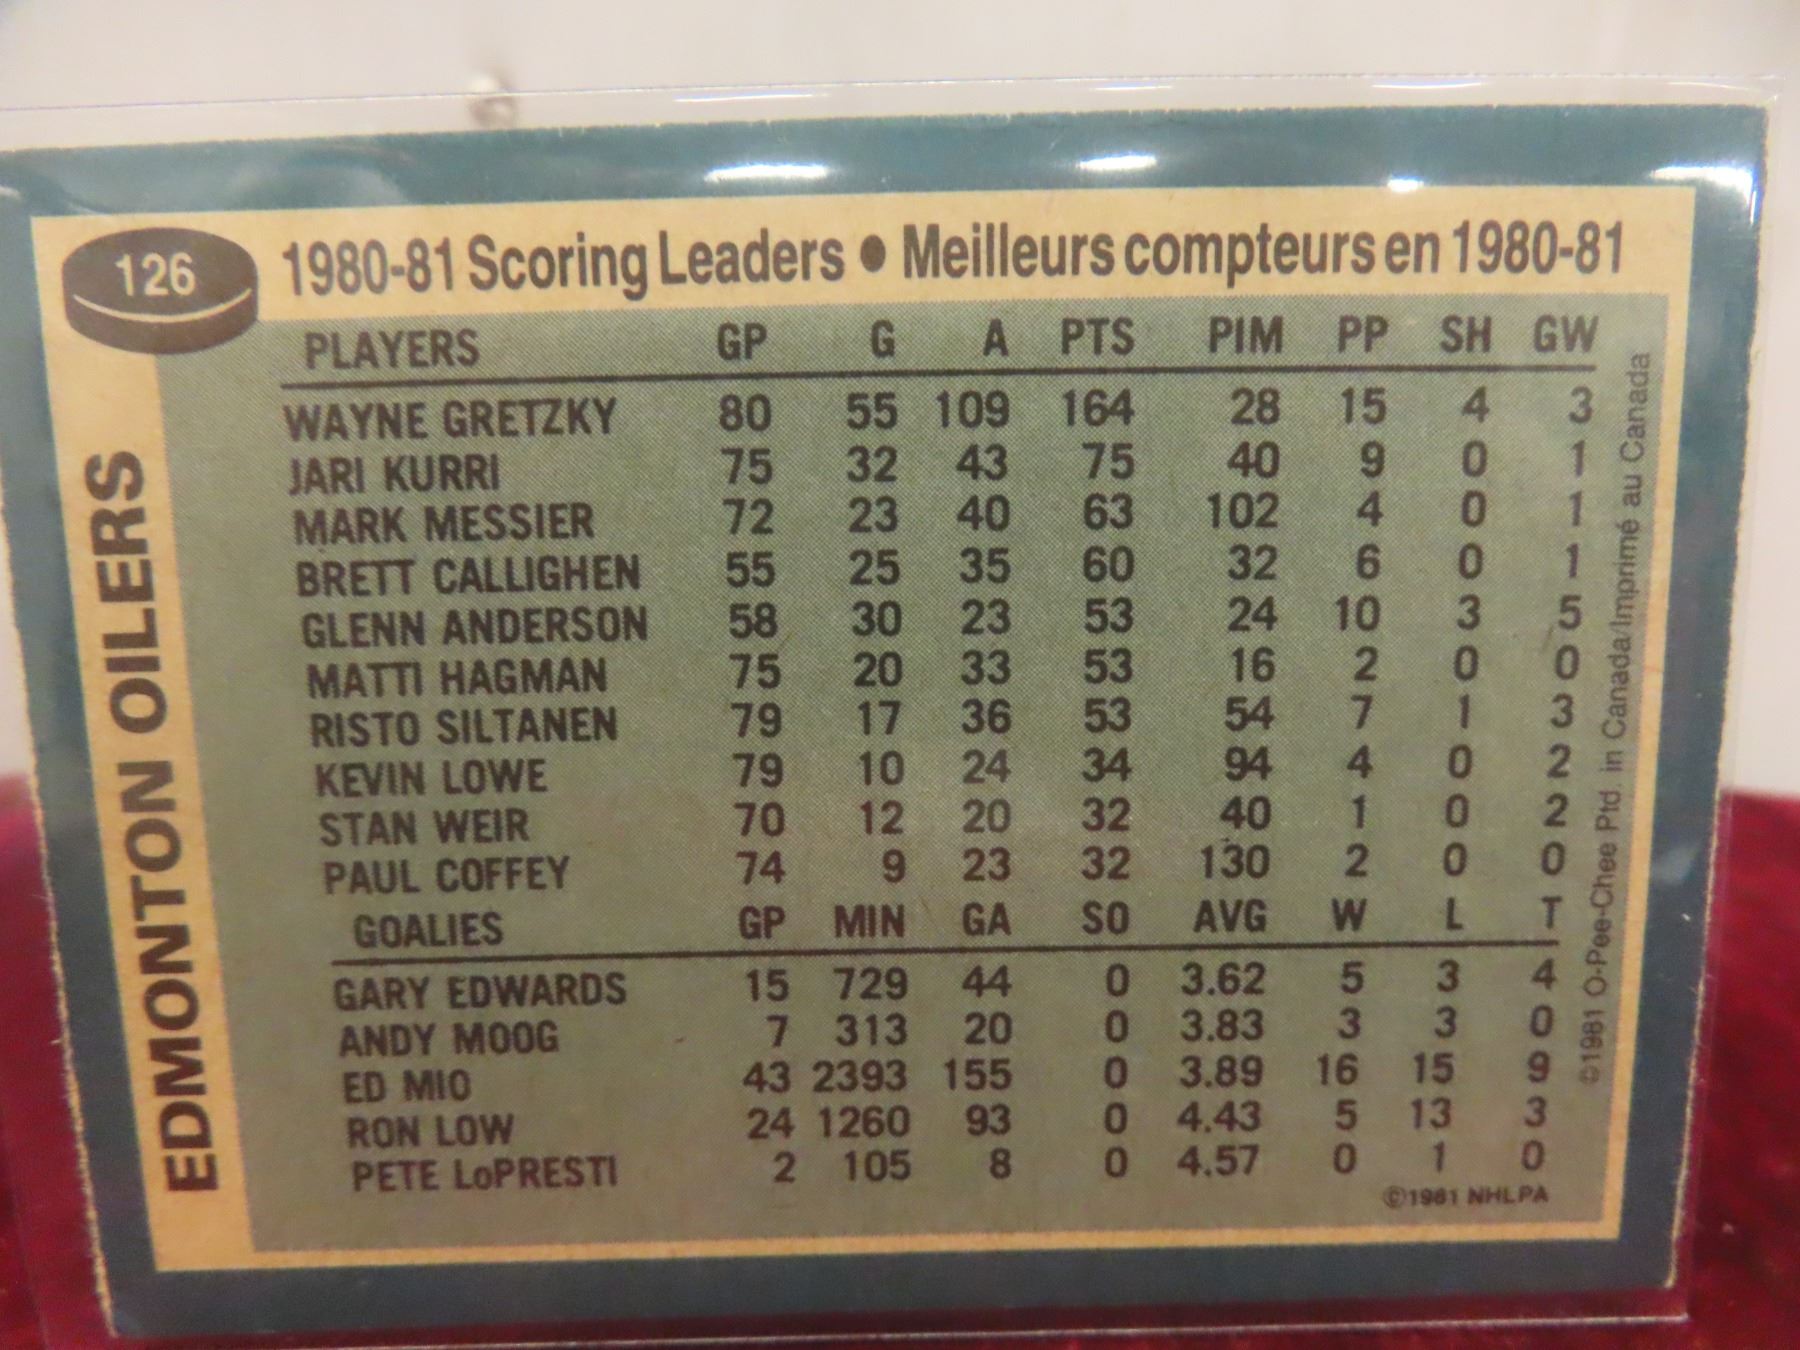 126
1980-81 Scoring Leaders • Meilleurs compteurs en 1980-81
EDMONTON OILERS
PLAYERS GP G A PTS PIM PP SH GW
WAYNE GRETZKY 80 55 109 164 28 15 4 3
JARI KURRI 75 32 43 75 40 9 0 1
MARK MESSIER 72 23 40 63 102 4 0 1
BRETT CALLIGHEN 55 25 35 60 32 6 0 1
GLENN ANDERSON 58 30 23 53 24 10 3 5
MATTI HAGMAN 75 20 33 53 16 2 0 0
RISTO SILTANEN 79 17 36 53 54 7 1 3
KEVIN LOWE 79 10 24 34 94 4 0 2
STAN WEIR 70 12 20 32 40 1 0 2
PAUL COFFEY 74 9 23 32 130 2 0 0
GOALIES GP MIN GA SO AVG W L T
GARY EDWARDS 15 729 44 0 3.62 5 3 4
ANDY MOOG 7 313 20 0 3.83 3 3 0
ED MIO 43 2393 155 0 3.89 16 15 9
RON LOW 24 1260 93 0 4.43 5 13 3
PETE LoPRESTI 2 105 8 0 4.57 0 1 0
©1981 NHLPA
©1981 O-Pee-Chee Ptd. in Canada/Imprimé au Canada